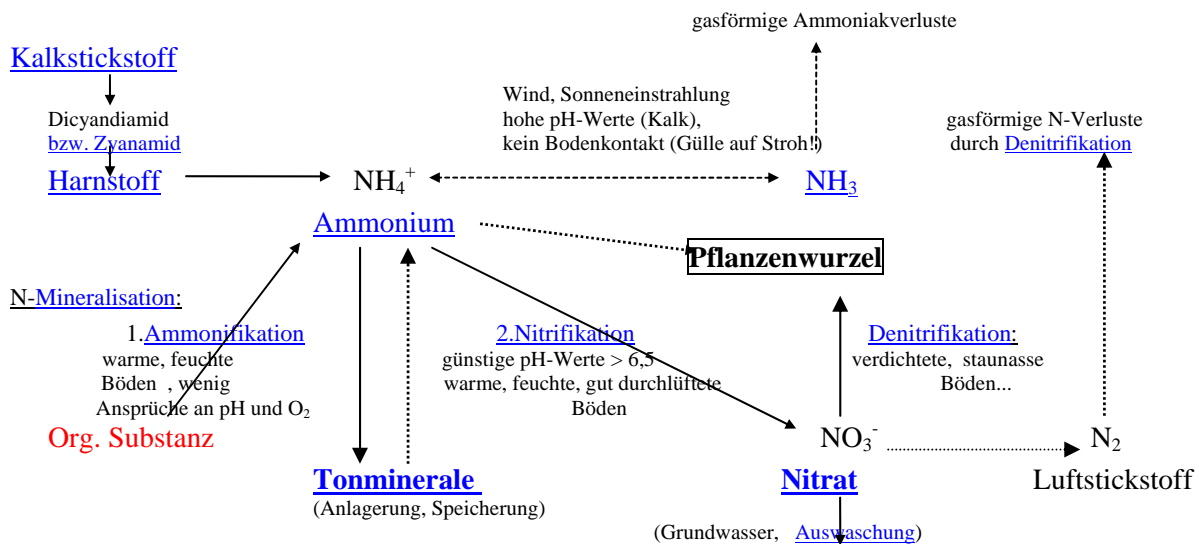 gasförmige Ammoniakverluste
Kalkstickstoff
Wind, Sonneneinstrahlung
hohe pH-Werte (Kalk),
kein Bodenkontakt (Gülle auf Stroh!)
Dicyandiamid
bzw. Zyanamid
gasförmige N-Verluste
durch Denitrifikation
Harnstoff
NH₄⁺
NH₃
Ammonium
Pflanzenwurzel
N-Mineralisation:
1.Ammonifikation
warme, feuchte
Böden , wenig
Ansprüche an pH und O₂
2.Nitrifikation
günstige pH-Werte > 6,5
warme, feuchte, gut durchlüftete
Böden
Denitrifikation:
verdichtete, staunasse
Böden...
Org. Substanz
NO₃⁻
N₂
Tonminerale
(Anlagerung, Speicherung)
Nitrat
Luftstickstoff
(Grundwasser, Auswaschung)